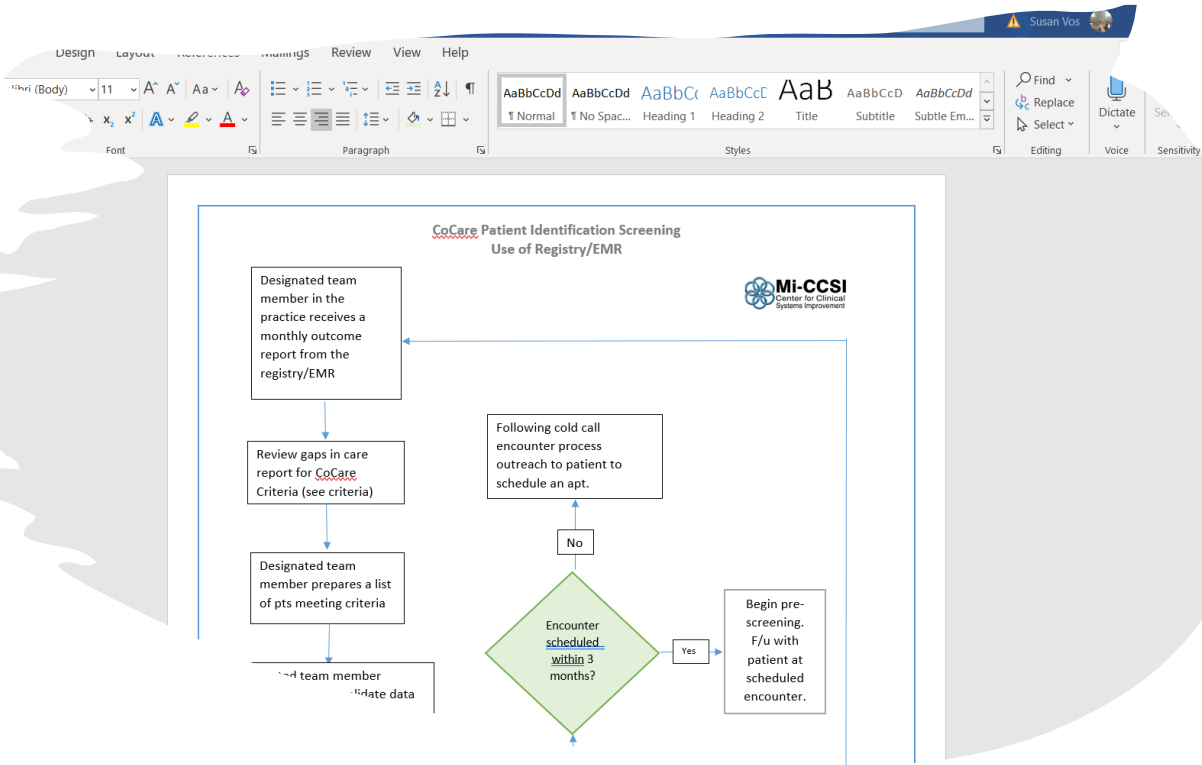 Susan Vos
Design Layout References Mailings Review View Help
(Body) 11 Aa
Find
Replace
Select
Dictate
AaBbCcDd AaBbCcDd AaBbCc AaBbCcC AaB AaBbCcD AaBbCcDd
¶ Normal ¶ No Spac... Heading 1 Heading 2 Title Subtitle Subtle Em...
Font Paragraph Styles Editing Voice Sensitivity
CoCare Patient Identification Screening
Use of Registry/EMR
Mi-CCSI
Center for Clinical
Systems Improvement
Designated team
member in the
practice receives a
monthly outcome
report from the
registry/EMR
Review gaps in care
report for CoCare
Criteria (see criteria)
Designated team
member prepares a list
of pts meeting criteria
team member
data
Following cold call
encounter process
outreach to patient to
schedule an apt.
No
Encounter
scheduled
within 3
months?
Yes
Begin pre-
screening.
F/u with
patient at
scheduled
encounter.